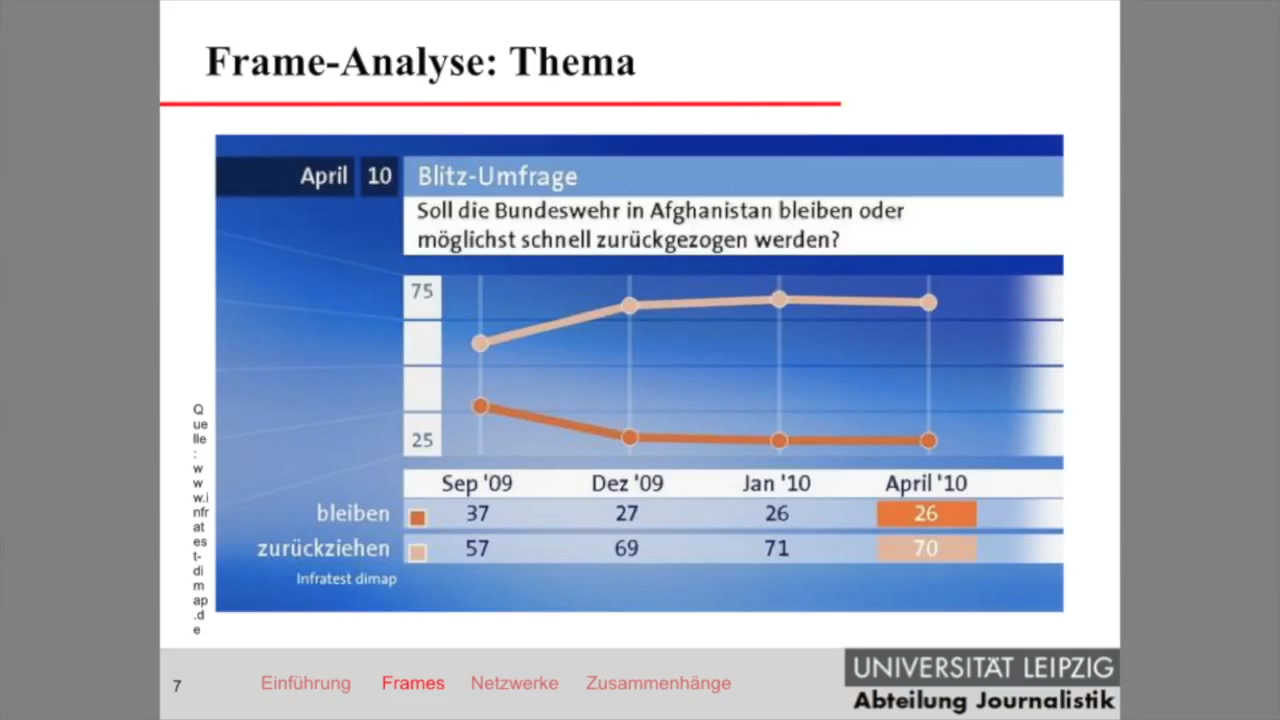 Frame-Analyse: Thema
April 10 Blitz-Umfrage
Soll die Bundeswehr in Afghanistan bleiben oder
möglichst schnell zurückgezogen werden?
75
25
Sep '09 Dez '09 Jan '10 April '10
bleiben 37 27 26 26
zurückziehen 57 69 71 70
Infratest dimap
Q
ue
lle
:
w
w
w.i
nfr
at
es
t-
di
m
ap
.d
e
7 Einführung Frames Netzwerke Zusammenhänge
UNIVERSITÄT LEIPZIG
Abteilung Journalistik